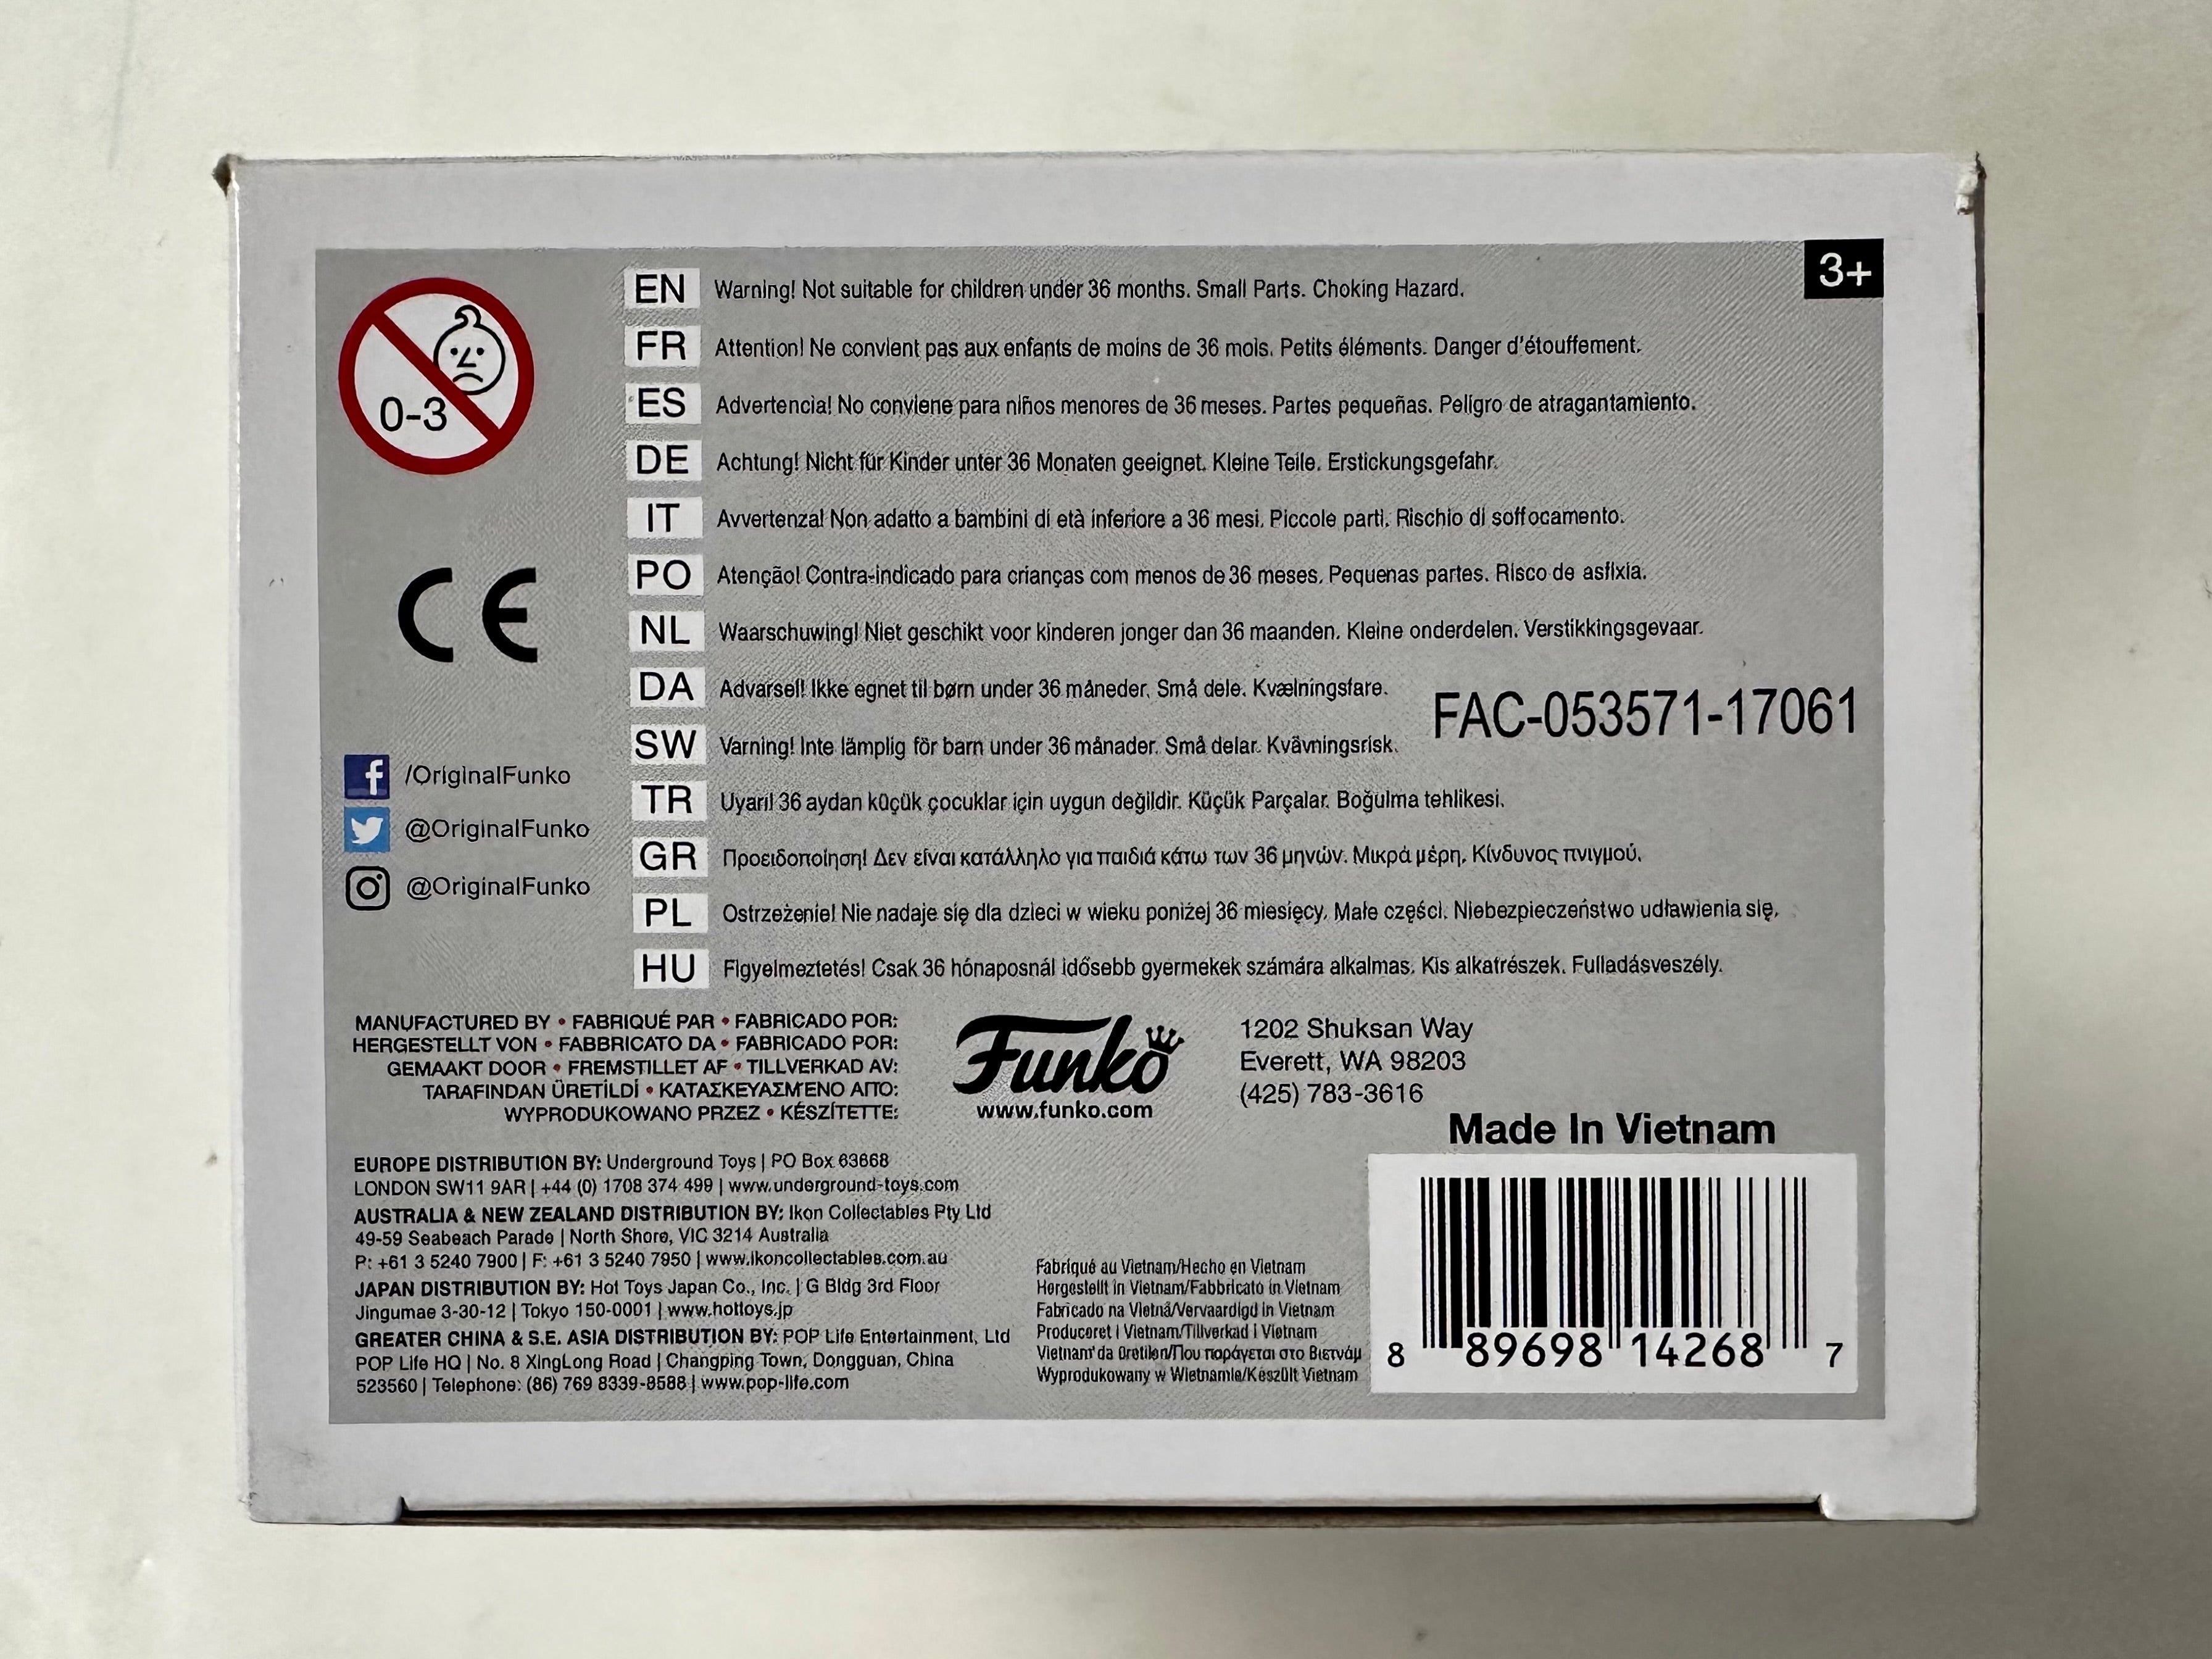 3+
0-3
EN Warning! Not suitable for children under 36 months. Small Parts. Choking Hazard.
FR Attention! Ne convient pas aux enfants de moins de 36 mois. Petits éléments. Danger d'étouffement.
ES Advertencia! No conviene para niños menores de 36 meses. Partes pequeñas. Peligro de atragantamiento.
DE Achtung! Nicht für Kinder unter 36 Monaten geeignet. Kleine Teile. Erstickungsgefahr.
IT Avvertenza! Non adatto a bambini di età inferiore a 36 mesi. Piccole parti. Rischio di soffocamento.
PO Atenção! Contra-indicado para crianças com menos de 36 meses. Pequenas partes. Risco de asfixia.
NL Waarschuwing! Niet geschikt voor kinderen jonger dan 36 maanden. Kleine onderdelen. Verstikkingsgevaar.
DA Advarsel! Ikke egnet til børn under 36 måneder. Små dele. Kvælningsfare.
SW Varning! Inte lämplig för barn under 36 månader. Små delar. Kvävningsrisk.
TR Uyarı! 36 aydan küçük çocuklar için uygun değildir. Küçük Parçalar. Boğulma tehlikesi.
GR Προειδοποίηση! Δεν είναι κατάλληλο για παιδιά κάτω των 36 μηνών. Μικρά μέρη. Κίνδυνος πνιγμού.
PL Ostrzeżenie! Nie nadaje się dla dzieci w wieku poniżej 36 miesięcy. Małe części. Niebezpieczeństwo udławienia się.
HU Figyelmeztetés! Csak 36 hónaposnál idősebb gyermekek számára alkalmas. Kis alkatrészek. Fulladásveszély.
FAC-053571-17061
CE
/OriginalFunko
@OriginalFunko
@OriginalFunko
MANUFACTURED BY • FABRIQUÉ PAR • FABRICADO POR:
HERGESTELLT VON • FABBRICATO DA • FABRICADO POR:
GEMAAKT DOOR • FREMSTILLET AF • TILLVERKAD AV:
TARAFINDAN ÜRETİLDİ • ΚΑΤΑΣΚΕΥΑΣΜΈΝΟ ΑΠΌ:
WYPRODUKOWANO PRZEZ • KÉSZÍTETTE:
Funko
www.funko.com
1202 Shuksan Way
Everett, WA 98203
(425) 783-3616
Made In Vietnam
EUROPE DISTRIBUTION BY: Underground Toys | PO Box 63668
LONDON SW11 9AR | +44 (0) 1708 374 499 | www.underground-toys.com
AUSTRALIA & NEW ZEALAND DISTRIBUTION BY: Ikon Collectables Pty Ltd
49-59 Seabeach Parade | North Shore, VIC 3214 Australia
P: +61 3 5240 7900 | F: +61 3 5240 7950 | www.ikoncollectables.com.au
JAPAN DISTRIBUTION BY: Hot Toys Japan Co., Inc. | G Bldg 3rd Floor
Jingumae 3-30-12 | Tokyo 150-0001 | www.hottoys.jp
GREATER CHINA & S.E. ASIA DISTRIBUTION BY: POP Life Entertainment, Ltd
POP Life HQ | No. 8 XingLong Road | Changping Town, Dongguan, China
523560 | Telephone: (86) 769 8339-8588 | www.pop-life.com
Fabriqué au Vietnam/Hecho en Vietnam
Hergestellt in Vietnam/Fabbricato in Vietnam
Fabricado na Vietnã/Vervaardigd in Vietnam
Produceret i Vietnam/Tillverkad i Vietnam
Vietnam'da Üretilen/Που παράγεται στο Βιετνάμ
Wyprodukowany w Wietnamie/Készült Vietnam
8 89698 14268 7